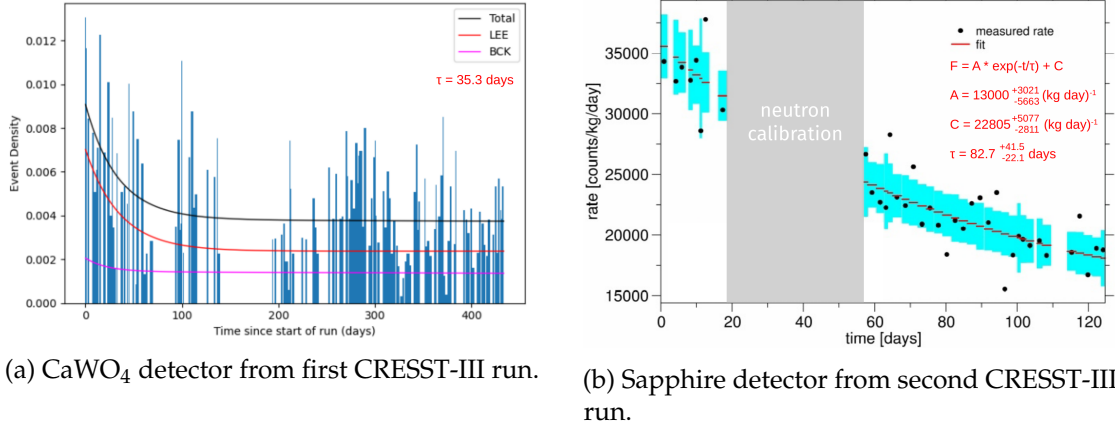 Total
LEE
BCK
τ = 35.3 days
0.012
0.010
0.008
0.006
0.004
0.002
0.000
Event Density
0
100
200
300
400
Time since start of run (days)
(a) CaWO₄ detector from first CRESST-III run.
measured rate
fit
F = A * exp(-t/τ) + C
A = 13000 +3021 -5663 (kg day)⁻¹
C = 22805 +5077 -2811 (kg day)⁻¹
τ = 82.7 +41.5 -22.1 days
neutron
calibration
35000
30000
25000
20000
15000
rate [counts/kg/day]
0
20
40
60
80
100
120
time [days]
(b) Sapphire detector from second CRESST-III
run.